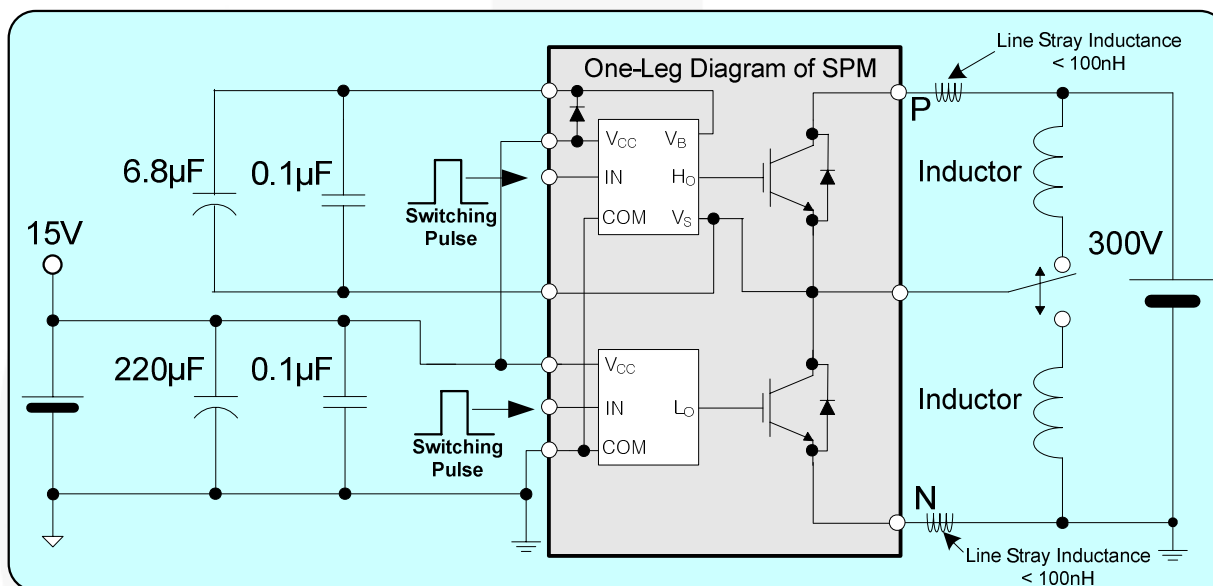 Line Stray Inductance
< 100nH
One-Leg Diagram of SPM
P
VCC
VB
6.8µF
0.1µF
IN
HO
Inductor
Switching
Pulse
COM
VS
15V
300V
220µF
0.1µF
VCC
IN
LO
Inductor
Switching
Pulse
COM
N
Line Stray Inductance
< 100nH